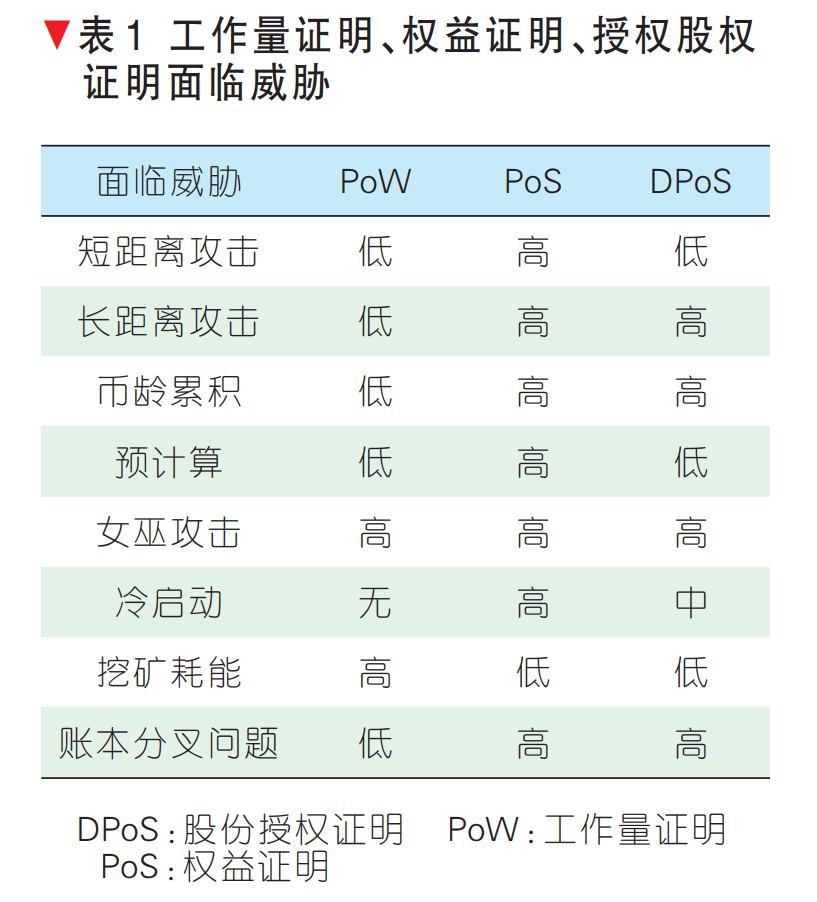 ▼表1 工作量证明、权益证明、授权股权
证明面临威胁
面临威胁 PoW PoS DPoS
短距离攻击 低 高 低
长距离攻击 低 高 高
币龄累积 低 高 高
预计算 低 高 低
女巫攻击 高 高 高
冷启动 无 高 中
挖矿耗能 高 低 低
账本分叉问题 低 高 高
DPoS:股份授权证明 PoW:工作量证明
PoS:权益证明